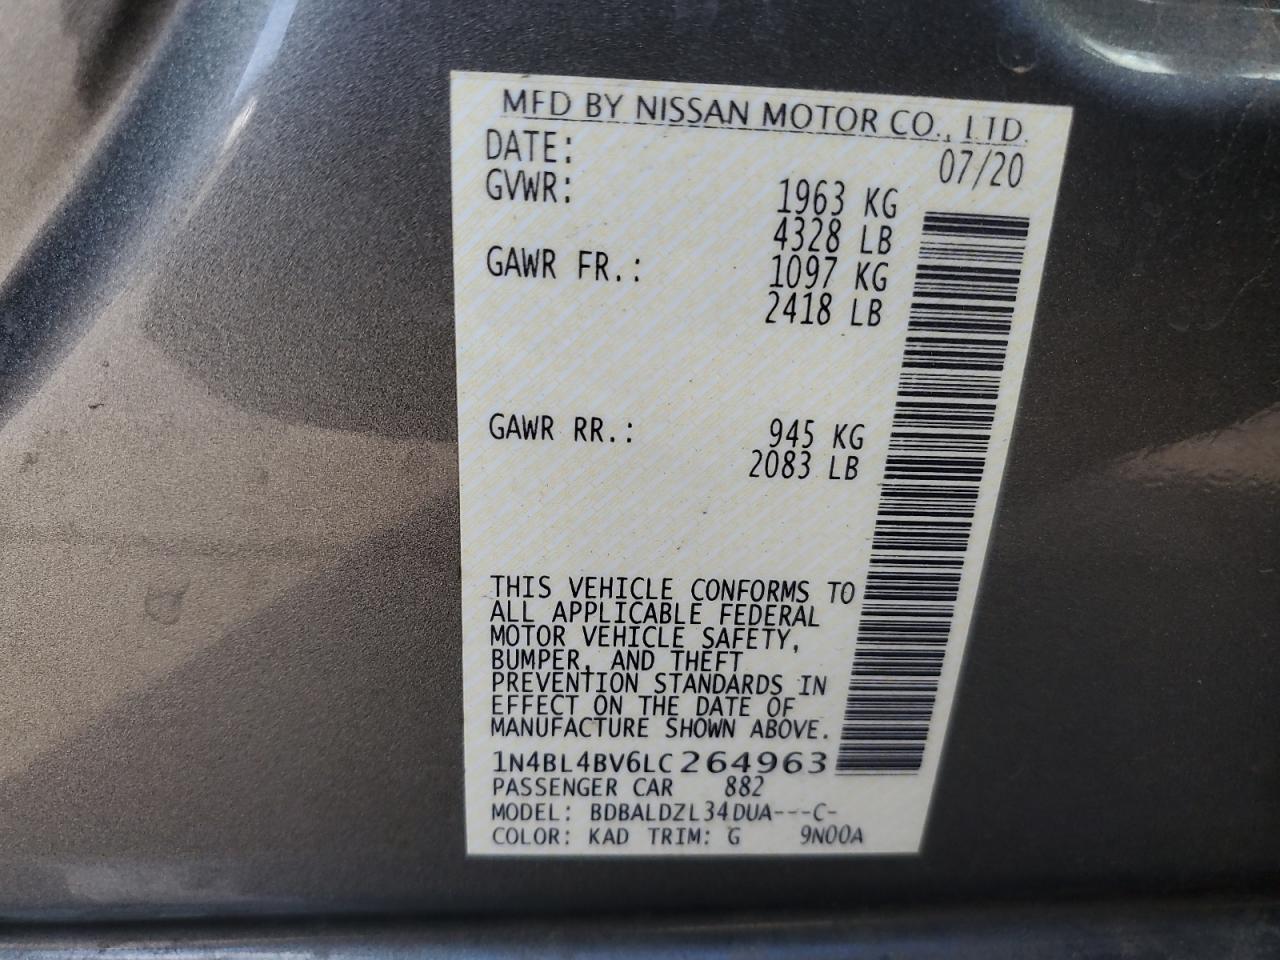 MFD BY NISSAN MOTOR CO., LTD.
DATE: 07/20
GVWR: 1963 KG
4328 LB
GAWR FR.: 1097 KG
2418 LB
GAWR RR.: 945 KG
2083 LB
THIS VEHICLE CONFORMS TO
ALL APPLICABLE FEDERAL
MOTOR VEHICLE SAFETY,
BUMPER, AND THEFT
PREVENTION STANDARDS IN
EFFECT ON THE DATE OF
MANUFACTURE SHOWN ABOVE.
1N4BL4BV6LC264963
PASSENGER CAR 882
MODEL: BDBALDZL34DUA---C-
COLOR: KAD TRIM: G 9N00A